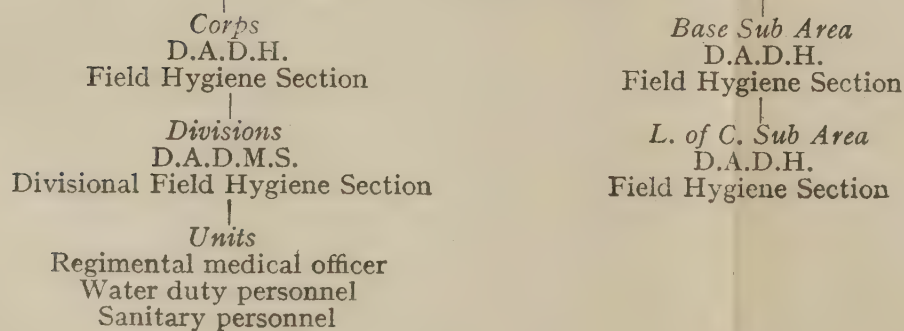 Corps
D.A.D.H.
Field Hygiene Section
Divisions
D.A.D.M.S.
Divisional Field Hygiene Section
Units
Regimental medical officer
Water duty personnel
Sanitary personnel
Base Sub Area
D.A.D.H.
Field Hygiene Section
L. of C. Sub Area
D.A.D.H.
Field Hygiene Section